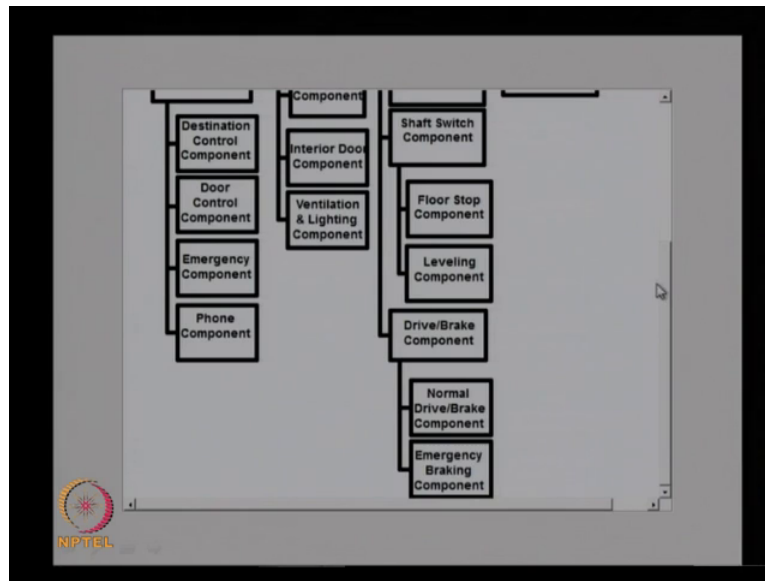 Component
Shaft Switch
Component
Destination
Control
Component
Interior Doo
Component
Door
Control
Component
Ventilation
& Lighting
Component
Floor Stop
Component
Emergency
Component
Leveling
Component
Phone
Component
Drive/Brake
Component
Normal
Drive/Brake
Component
Emergency
Braking
Component
NPTEL